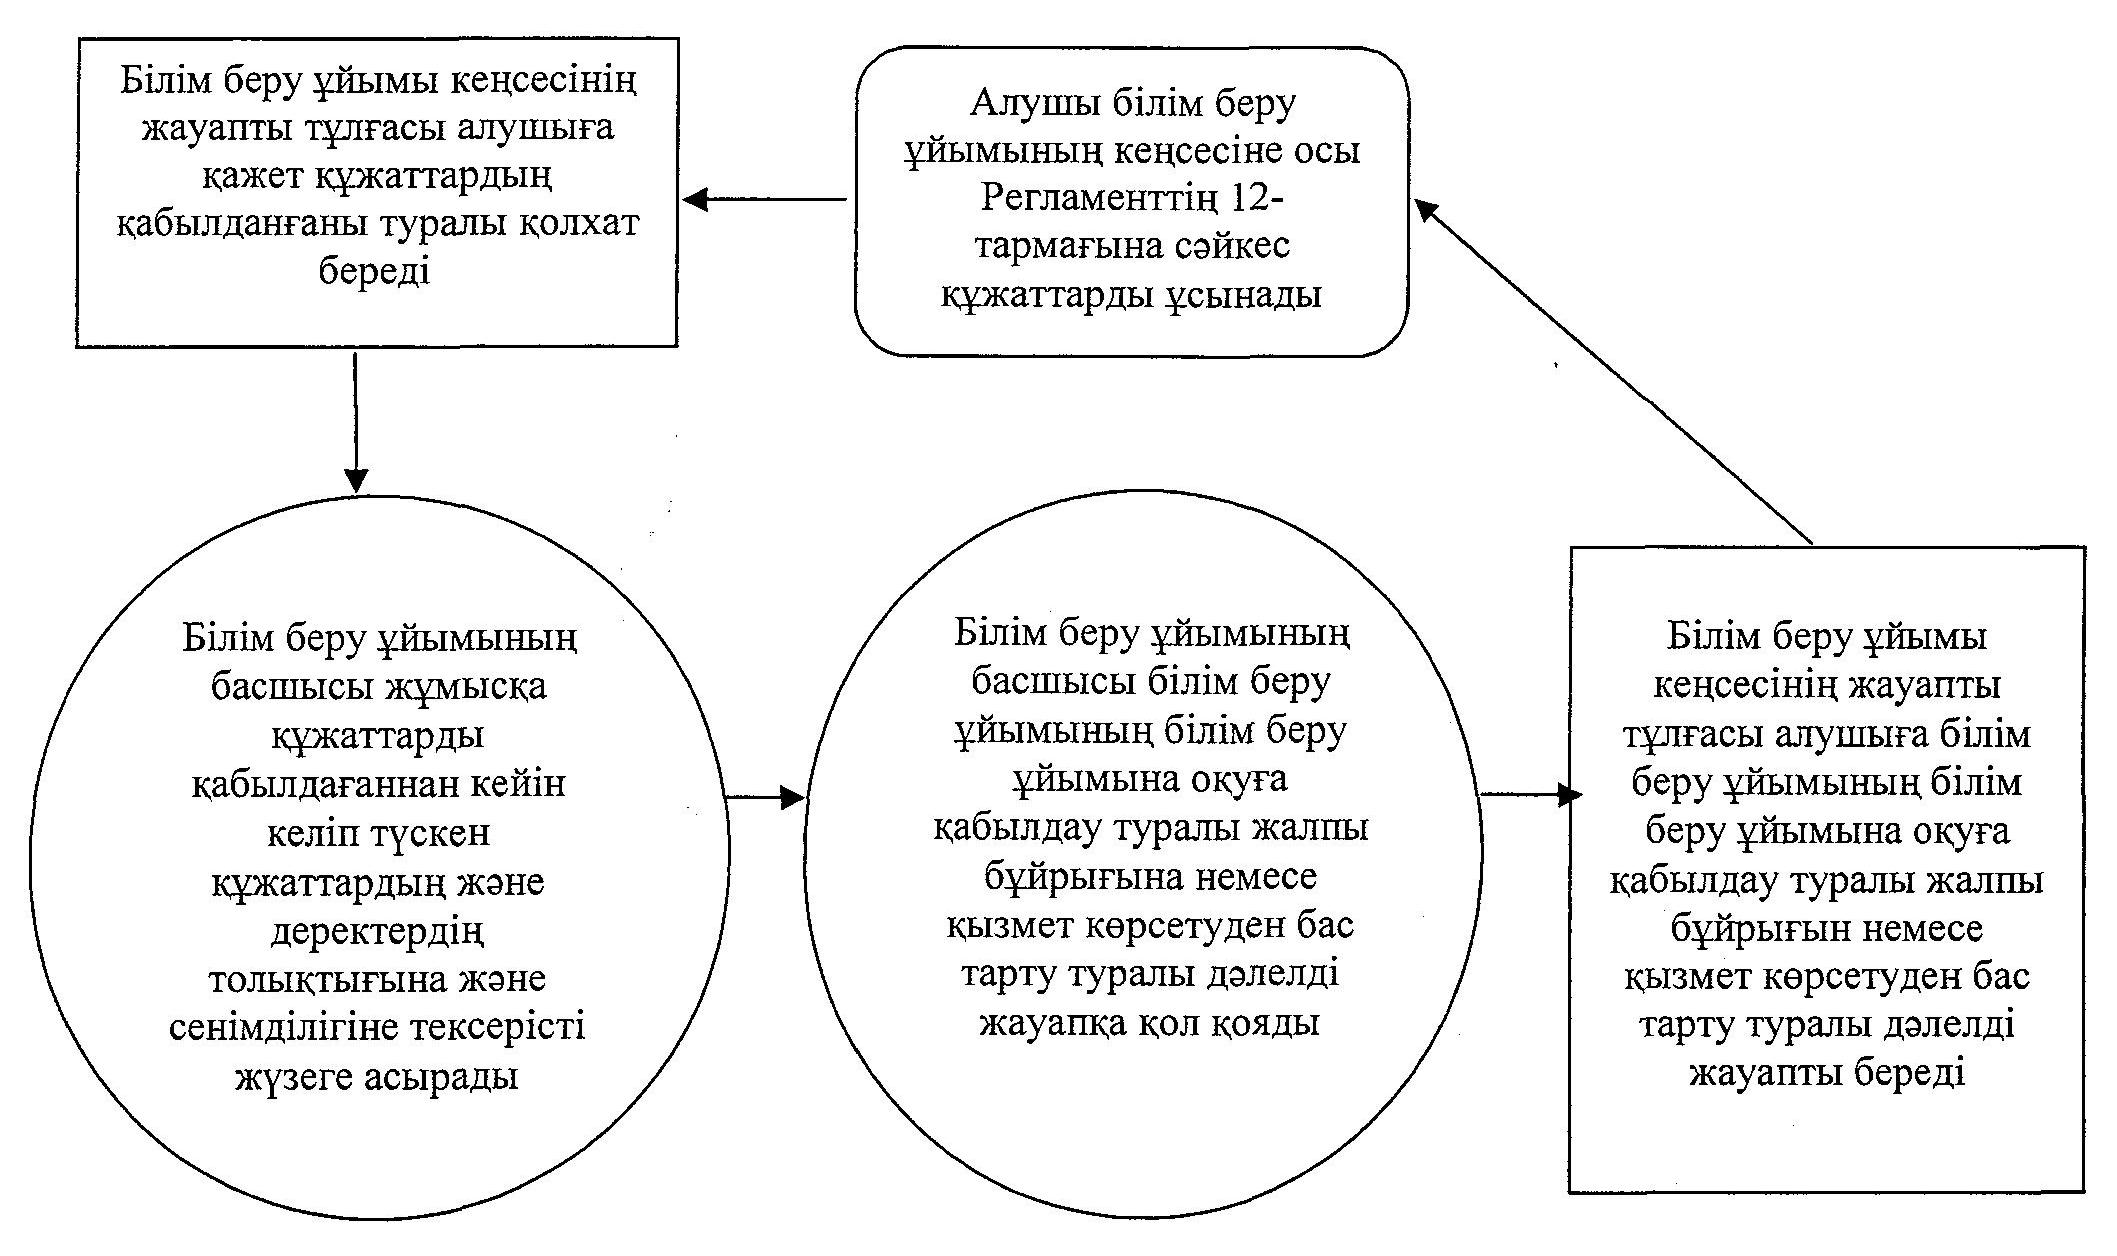 Білім беру ұйымы кеңсесінің
жауапты тұлғасы алушыға
қажет құжаттардың
қабылданғаны туралы қолхат
береді
Алушы білім беру
ұйымының кеңсесіне осы
Регламенттің 12-
тармағына сәйкес
құжаттарды ұсынады
Білім беру ұйымының
басшысы жұмысқа
құжаттарды
қабылдағаннан кейін
келіп түскен
құжаттардың және
деректердің
толықтығына және
сенімділігіне тексерісті
жүзеге асырады
Білім беру ұйымының
басшысы білім беру
ұйымының білім беру
ұйымына оқуға
қабылдау туралы жалпы
бұйрығына немесе
қызмет көрсетуден бас
тарту туралы дәлелді
жауапқа қол қояды
Білім беру ұйымы
кеңсесінің жауапты
тұлғасы алушыға білім
беру ұйымының білім
беру ұйымына оқуға
қабылдау туралы жалпы
бұйрығын немесе
қызмет көрсетуден бас
тарту туралы дәлелді
жауапты береді